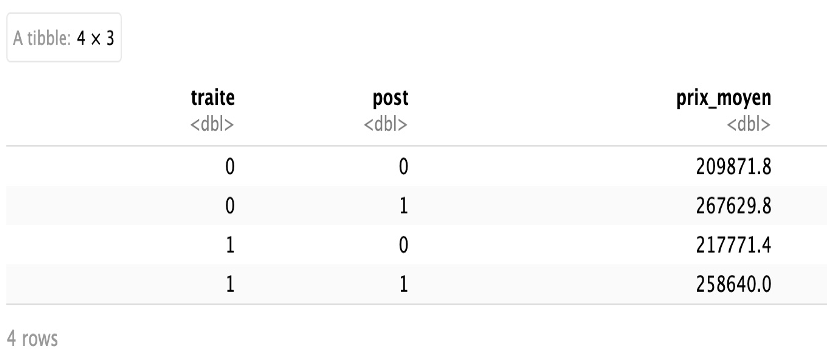 A tibble: 4 × 3
traite post prix_moyen
<dbl> <dbl> <dbl>
0 0 209871.8
0 1 267629.8
1 0 217771.4
1 1 258640.0
4 rows